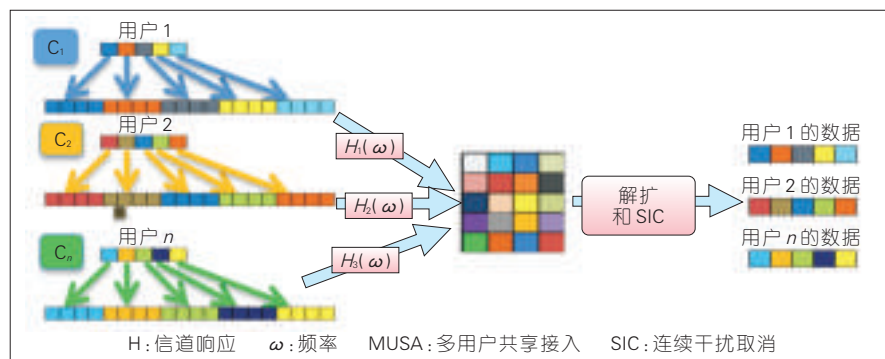 用户 1
C₁
用户 2
C₂
用户 n
Cₙ
H₁(ω)
H₂(ω)
H₃(ω)
解扩
和 SIC
用户 1 的数据
用户 2 的数据
用户 n 的数据
H:信道响应 ω:频率 MUSA:多用户共享接入 SIC:连续干扰取消